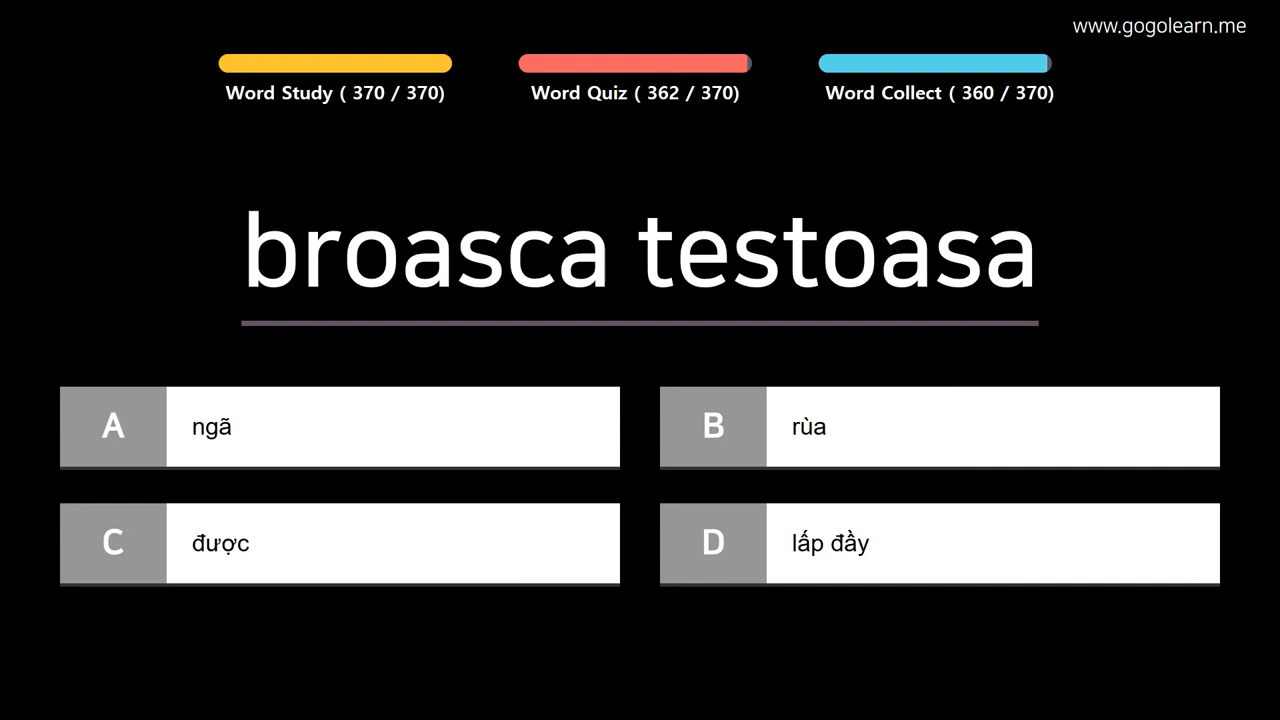 www.gogolearn.me
Word Study ( 370 / 370)
Word Quiz ( 362 / 370)
Word Collect ( 360 / 370)
broasca testoasa
A
ngã
B
rùa
C
được
D
lấp đầy